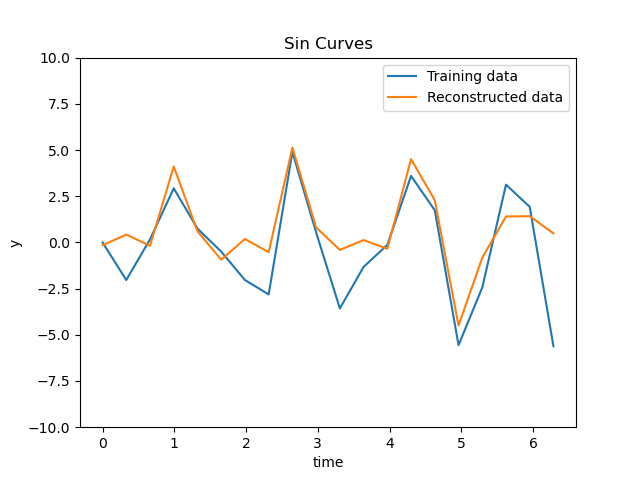 Sin Curves
Training data
Reconstructed data
10.0
7.5
5.0
2.5
0.0
−2.5
−5.0
−7.5
−10.0
y
0 1 2 3 4 5 6
time